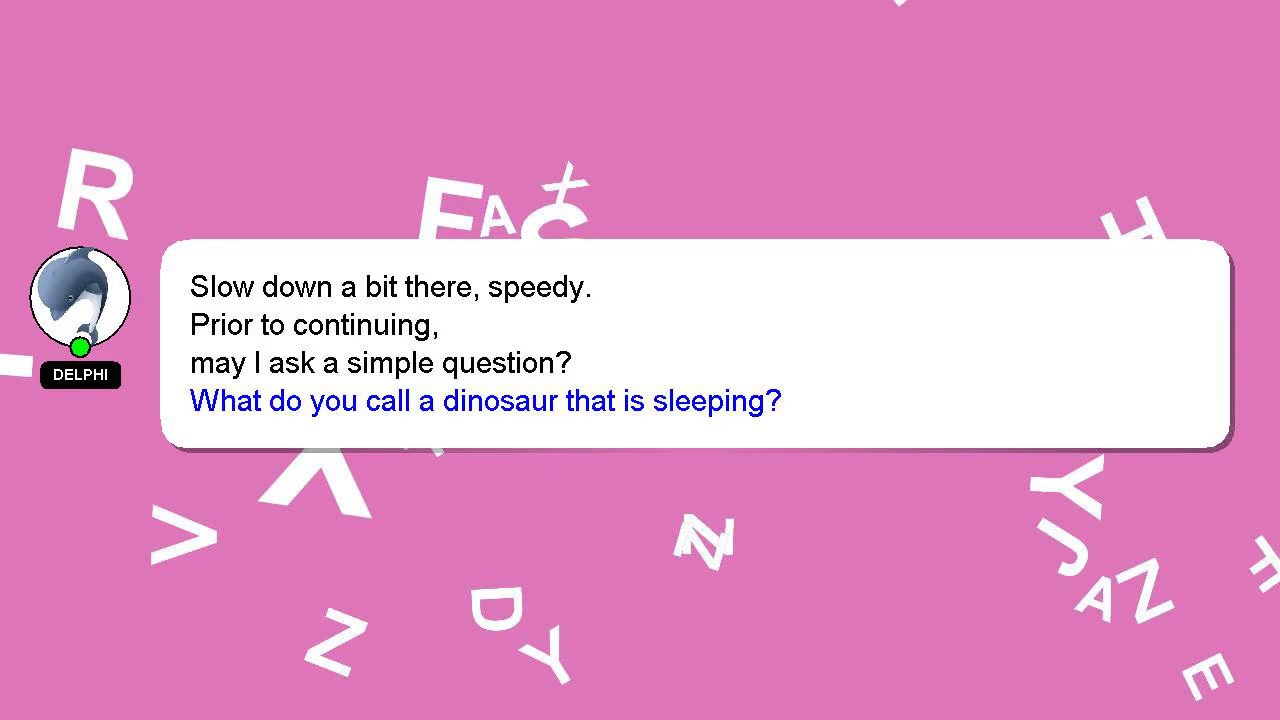 Slow down a bit there, speedy.
Prior to continuing,
may I ask a simple question?
What do you call a dinosaur that is sleeping?
DELPHI
R
F
A
H
X
V
N
D
Y
N
Y
J
A
N
F
E